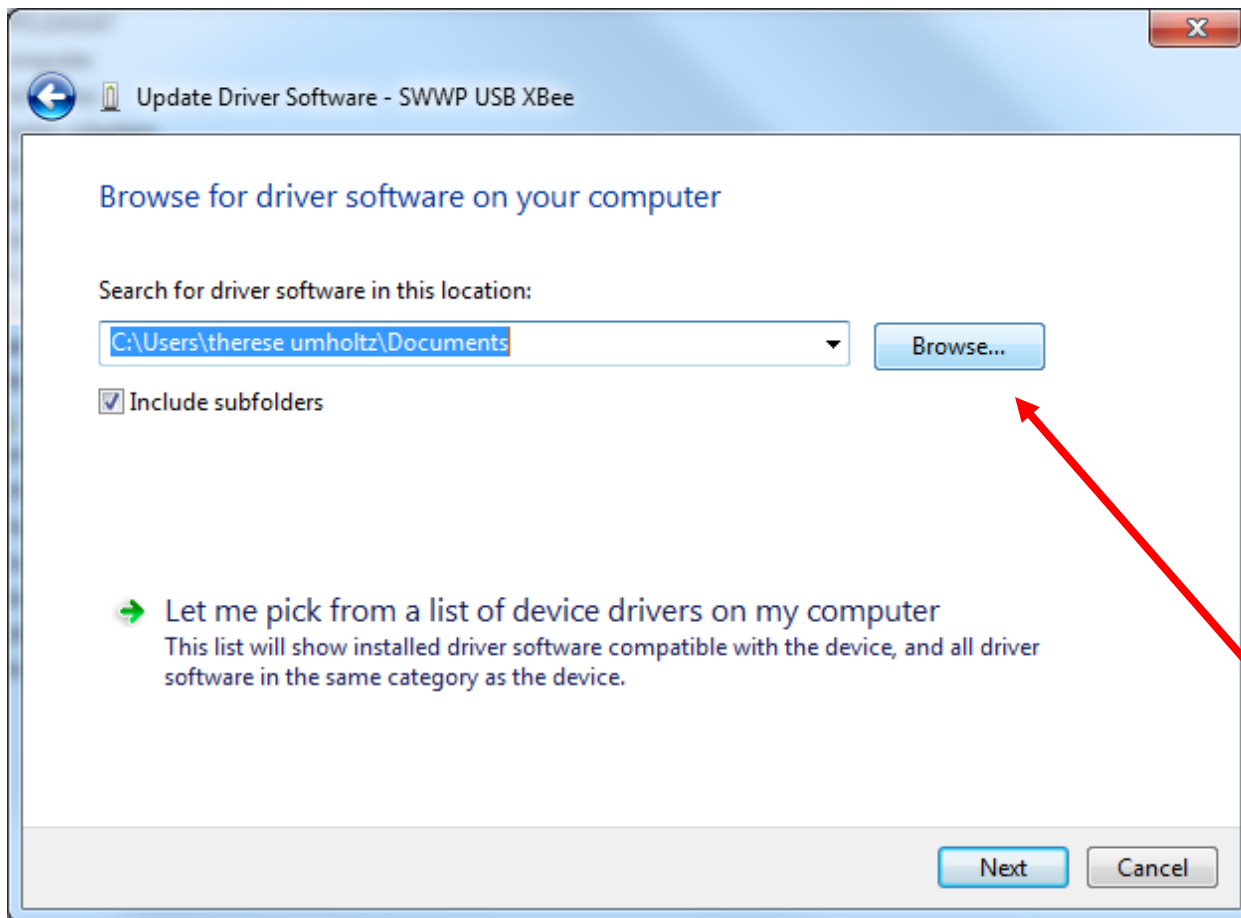 Update Driver Software - SWWP USB XBee
Browse for driver software on your computer
Search for driver software in this location:
C:\Users\therese umholtz\Documents
Browse...
Include subfolders
Let me pick from a list of device drivers on my computer
This list will show installed driver software compatible with the device, and all driver
software in the same category as the device.
Next
Cancel